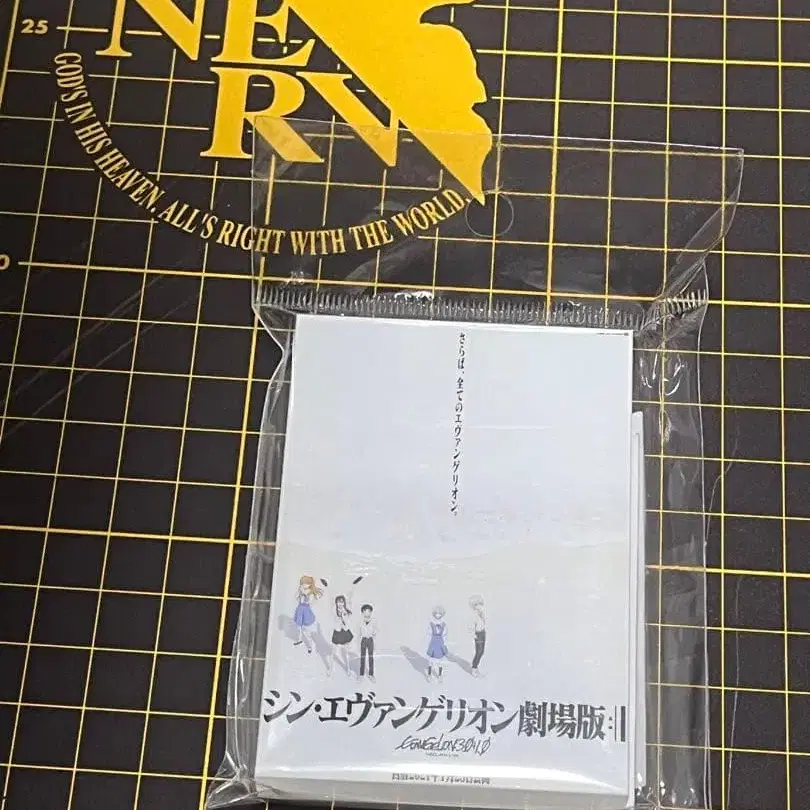 25
NE
RV
GOD'S IN HIS HEAVEN. ALL'S RIGHT WITH THE WORLD.
さらば、全てのエヴァンゲリオン。
シン・エヴァンゲリオン劇場版:||
EVANGELION:3.0+1.0